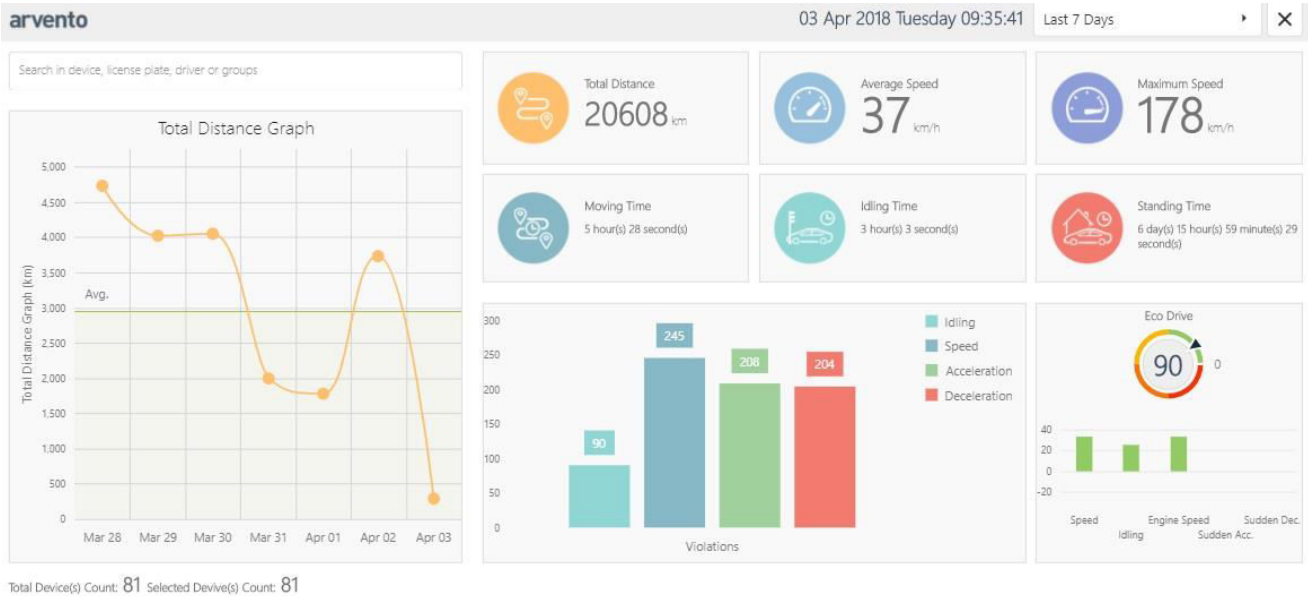 arvento
03 Apr 2018 Tuesday 09:35:41
Last 7 Days
Search in device, license plate, driver or groups
Total Distance
20608 km
Average Speed
37 km/h
Maximum Speed
178 km/h
Moving Time
5 hour(s) 28 second(s)
Idling Time
3 hour(s) 3 second(s)
Standing Time
6 day(s) 15 hour(s) 59 minute(s) 29
second(s)
Total Distance Graph
Total Distance Graph (km)
5,000
4.500
4.000
3,500
3.000
2.500
2.000
1,500
1.000
500
0
Avg.
Mar 28 Mar 29 Mar 30 Mar 31 Apr 01 Apr 02 Apr 03
300
250
200
150
100
50
0
90
245
208
204
Idling
Speed
Acceleration
Deceleration
Violations
Eco Drive
90
0
40
20
0
-20
Speed
Idling
Engine Speed
Sudden Acc.
Sudden Dec.
Total Device(s) Count: 81 Selected Devive(s) Count: 81